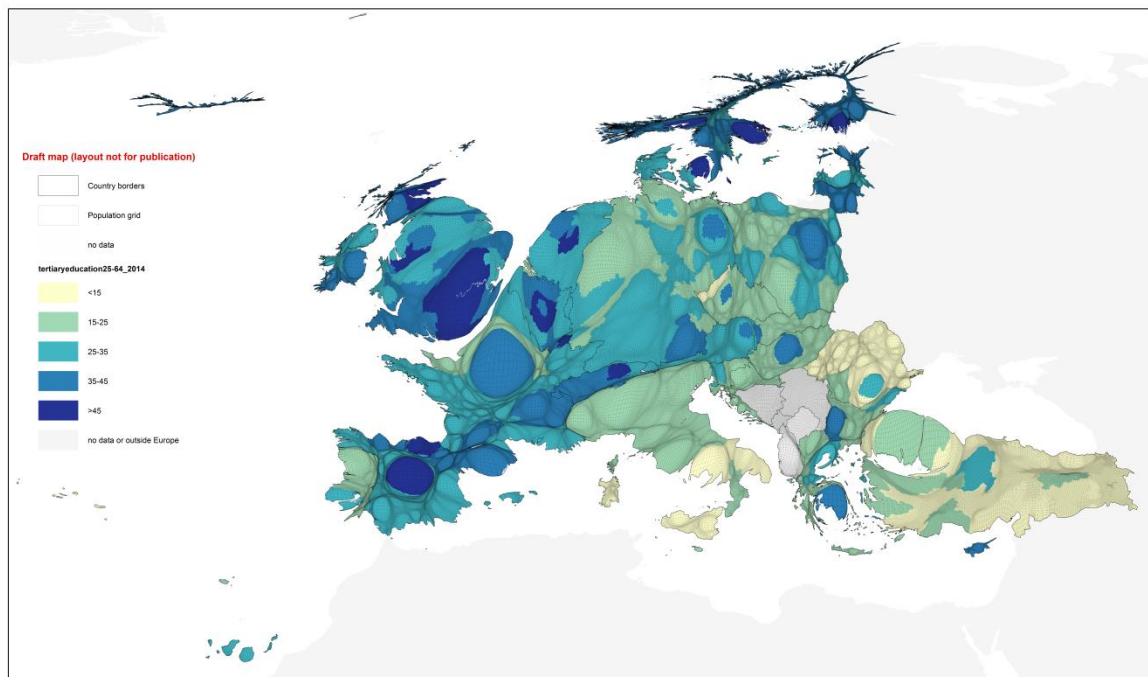 Draft map (layout not for publication)
Country borders
Population grid
no data
tertiaryeducation25-64_2014
<15
15-25
25-35
35-45
>45
no data or outside Europe